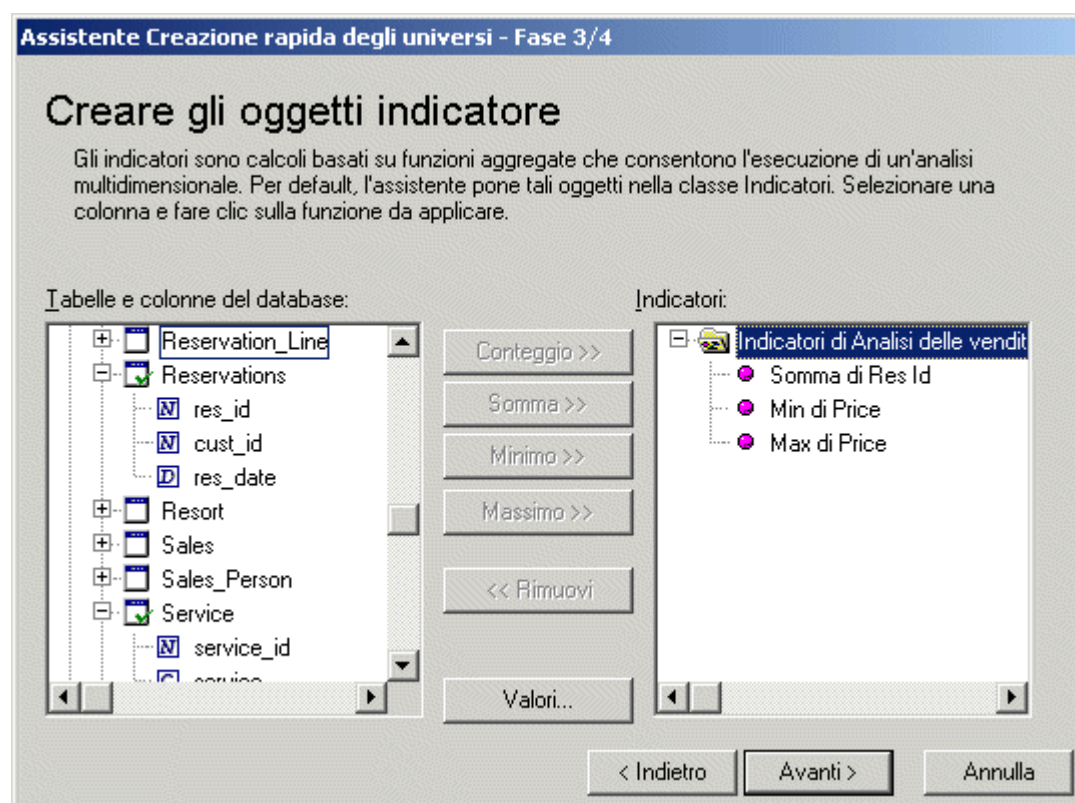 Assistente Creazione rapida degli universi - Fase 3/4
Creare gli oggetti indicatore
Gli indicatori sono calcoli basati su funzioni aggregate che consentono l'esecuzione di un'analisi
multidimensionale. Per default, l'assistente pone tali oggetti nella classe Indicatori. Selezionare una
colonna e fare clic sulla funzione da applicare.
Tabelle e colonne del database:
Reservation_Line
Reservations
N res_id
N cust_id
D res_date
Resort
Sales
Sales_Person
Service
N service_id
Conteggio >>
Somma >>
Minimo >>
Massimo >>
<< Rimuovi
Valori...
Indicatori:
Indicatori di Analisi delle vendit
Somma di Res Id
Min di Price
Max di Price
< Indietro
Avanti >
Annulla